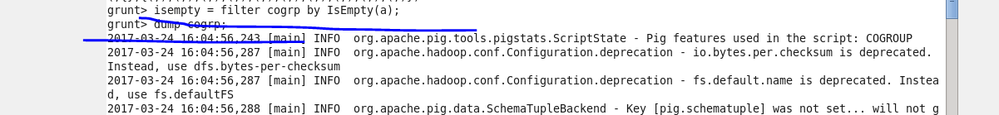 grunt> isempty = filter cogrp by IsEmpty(a);
grunt> dump cogrp;
2017-03-24 16:04:56,243 [main] INFO  org.apache.pig.tools.pigstats.ScriptState - Pig features used in the script: COGROUP
2017-03-24 16:04:56,287 [main] INFO  org.apache.hadoop.conf.Configuration.deprecation - io.bytes.per.checksum is deprecated.
Instead, use dfs.bytes-per-checksum
2017-03-24 16:04:56,287 [main] INFO  org.apache.hadoop.conf.Configuration.deprecation - fs.default.name is deprecated. Instea
d, use fs.defaultFS
2017-03-24 16:04:56,288 [main] INFO  org.apache.pig.data.SchemaTupleBackend - Key [pig.schematuple] was not set... will not g